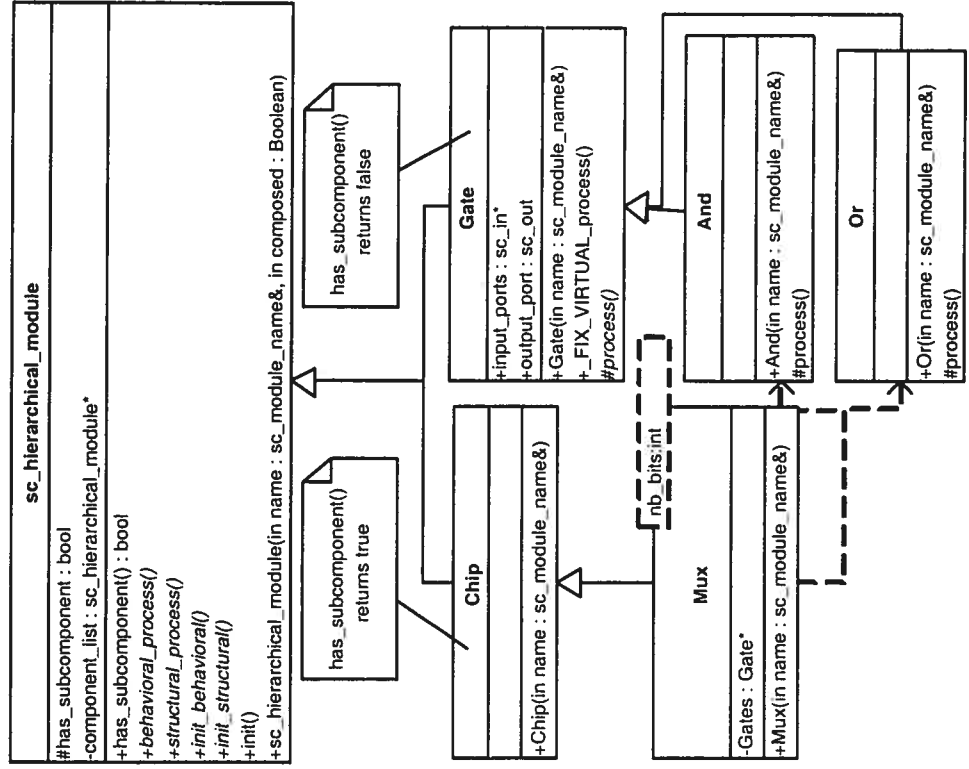 sc_hierarchical_module
#has_subcomponent : bool
-component_list : sc_hierarchical_module*
+has_subcomponent() : bool
+behavioral_process()
+structural_process()
+init_behavioral()
+init_structural()
+init()
+sc_hierarchical_module(in name : sc_module_name&, in composed : Boolean)
has_subcomponent()
returns true
has_subcomponent()
returns false
Chip
+Chip(in name : sc_module_name&)
Gate
+input_ports : sc_in*
+output_port : sc_out
+Gate(in name : sc_module_name&)
+_FIX_VIRTUAL_process()
#process()
nb_bits:int
Mux
-Gates : Gate*
+Mux(in name : sc_module_name&)
And
+And(in name : sc_module_name&)
#process()
Or
+Or(in name : sc_module_name&)
#process()